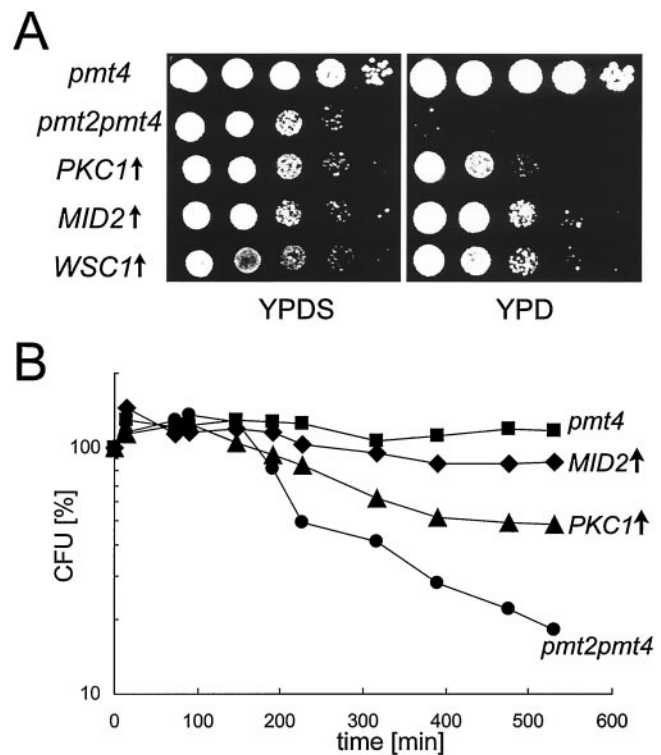 A
pmt4
pmt2pmt4
PKC1↑
MID2↑
WSC1↑
YPDS YPD
B
CFU [%]
100
10
pmt4
MID2↑
PKC1↑
pmt2pmt4
0 100 200 300 400 500 600
time [min]